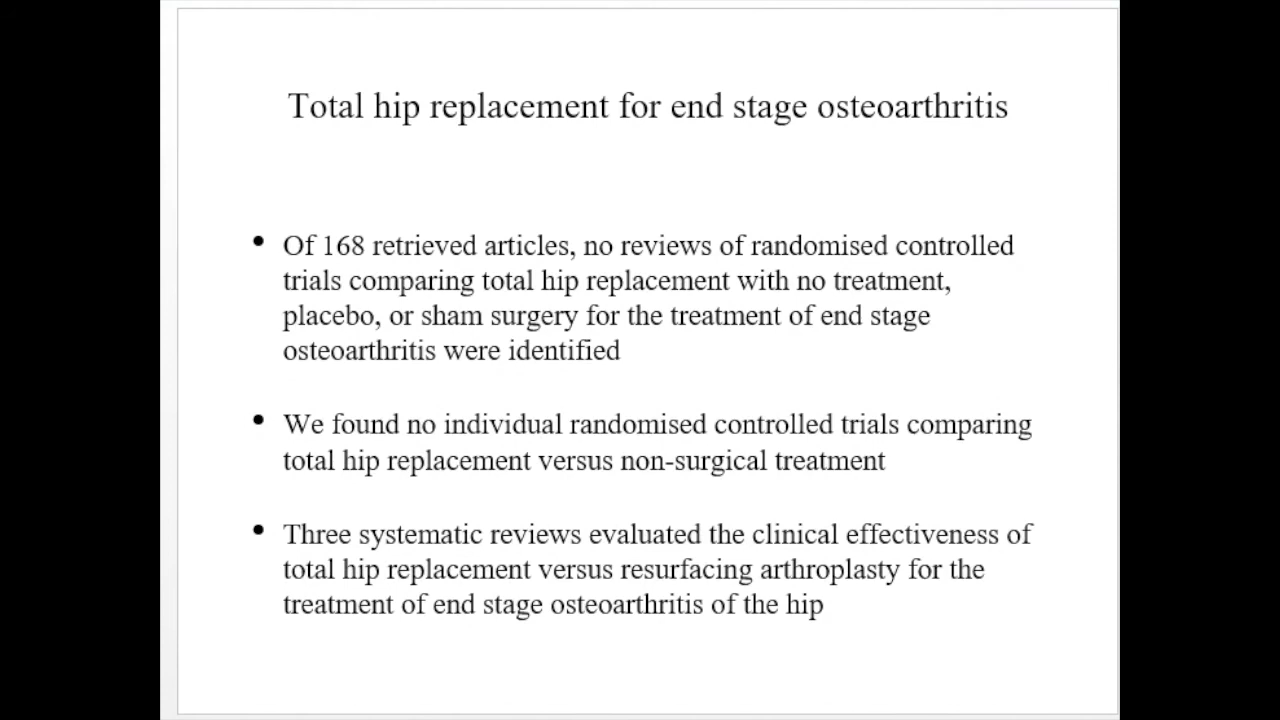 Total hip replacement for end stage osteoarthritis
• Of 168 retrieved articles, no reviews of randomised controlled
trials comparing total hip replacement with no treatment,
placebo, or sham surgery for the treatment of end stage
osteoarthritis were identified
• We found no individual randomised controlled trials comparing
total hip replacement versus non-surgical treatment
• Three systematic reviews evaluated the clinical effectiveness of
total hip replacement versus resurfacing arthroplasty for the
treatment of end stage osteoarthritis of the hip